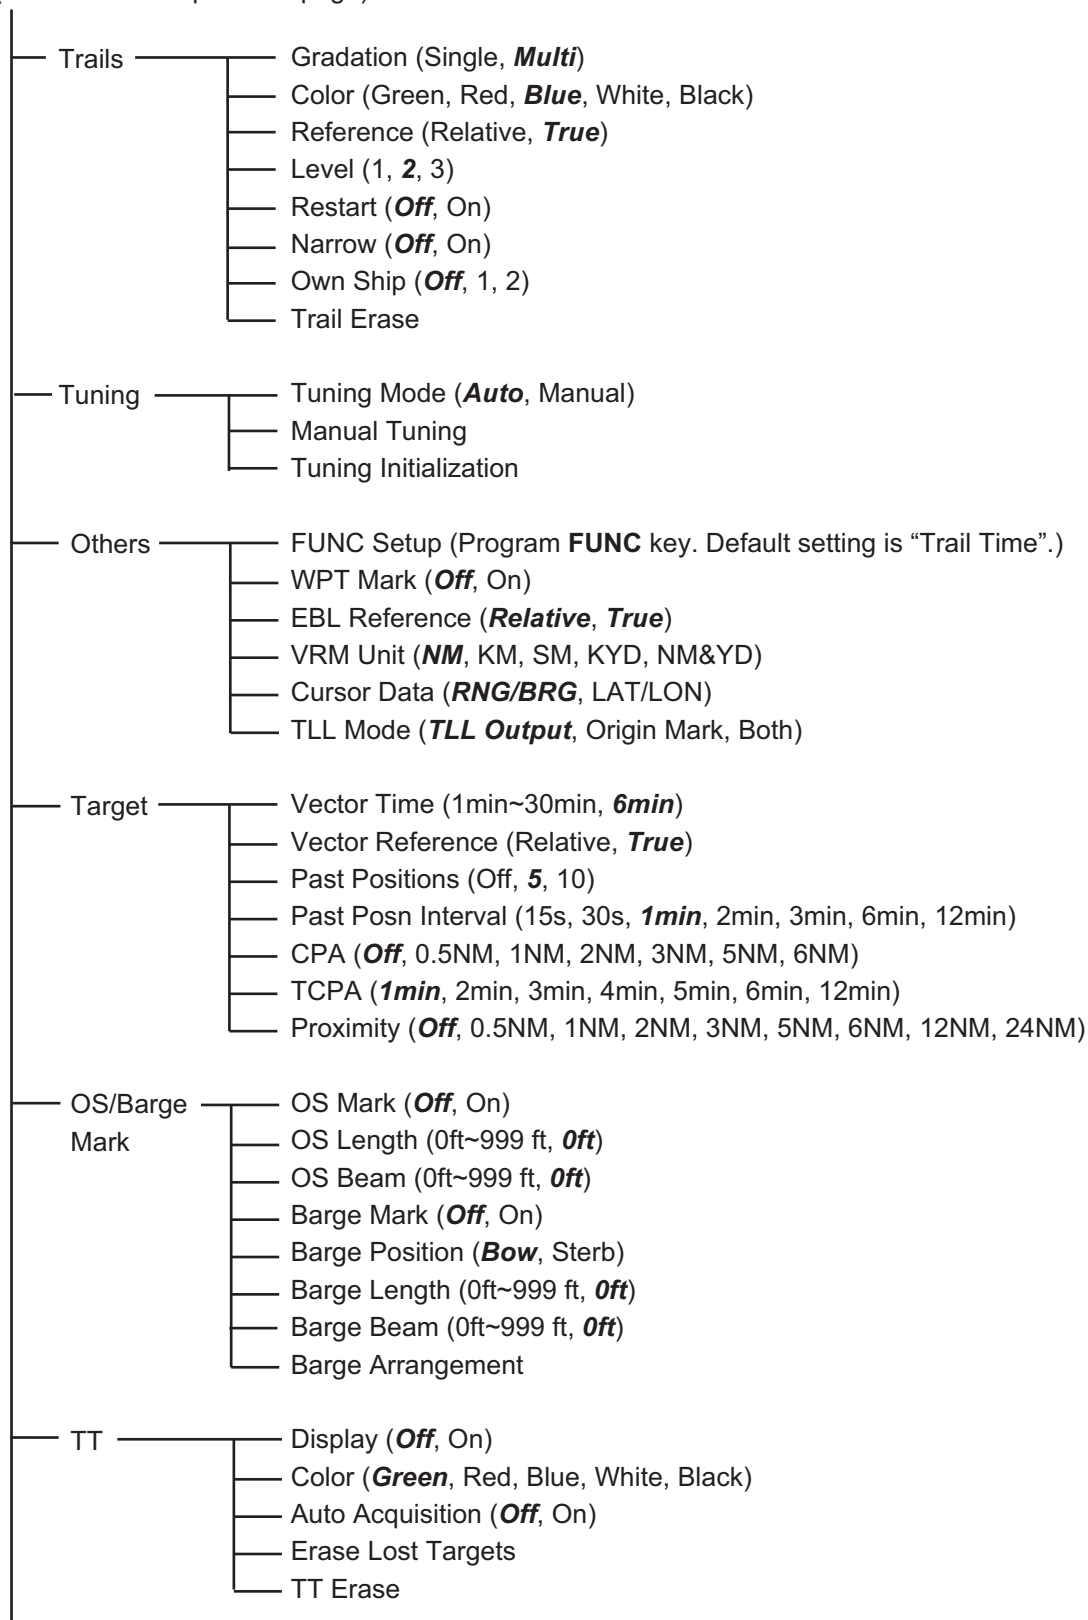 Trails
Gradation (Single, Multi)
Color (Green, Red, Blue, White, Black)
Reference (Relative, True)
Level (1, 2, 3)
Restart (Off, On)
Narrow (Off, On)
Own Ship (Off, 1, 2)
Trail Erase
Tuning
Tuning Mode (Auto, Manual)
Manual Tuning
Tuning Initialization
Others
FUNC Setup (Program FUNC key. Default setting is “Trail Time”.)
WPT Mark (Off, On)
EBL Reference (Relative, True)
VRM Unit (NM, KM, SM, KYD, NM&YD)
Cursor Data (RNG/BRG, LAT/LON)
TLL Mode (TLL Output, Origin Mark, Both)
Target
Vector Time (1min~30min, 6min)
Vector Reference (Relative, True)
Past Positions (Off, 5, 10)
Past Posn Interval (15s, 30s, 1min, 2min, 3min, 6min, 12min)
CPA (Off, 0.5NM, 1NM, 2NM, 3NM, 5NM, 6NM)
TCPA (1min, 2min, 3min, 4min, 5min, 6min, 12min)
Proximity (Off, 0.5NM, 1NM, 2NM, 3NM, 5NM, 6NM, 12NM, 24NM)
OS/Barge
Mark
OS Mark (Off, On)
OS Length (0ft~999 ft, 0ft)
OS Beam (0ft~999 ft, 0ft)
Barge Mark (Off, On)
Barge Position (Bow, Sterb)
Barge Length (0ft~999 ft, 0ft)
Barge Beam (0ft~999 ft, 0ft)
Barge Arrangement
TT
Display (Off, On)
Color (Green, Red, Blue, White, Black)
Auto Acquisition (Off, On)
Erase Lost Targets
TT Erase